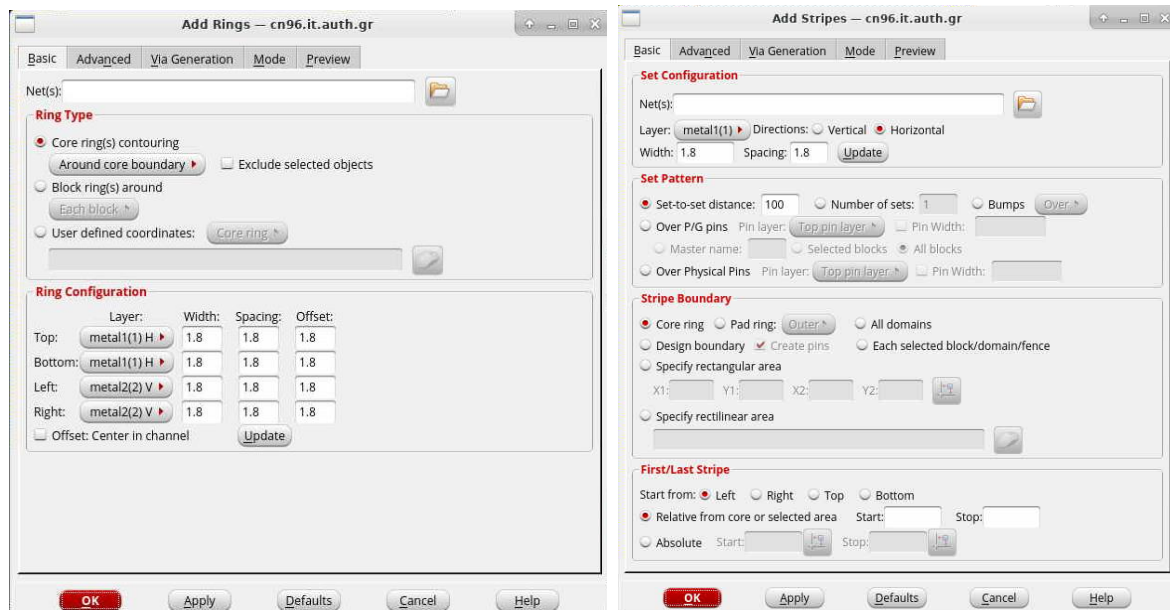 Add Rings — cn96.it.auth.gr
Basic Advanced Via Generation Mode Preview
Net(s):
Ring Type
Core ring(s) contouring
Around core boundary Exclude selected objects
Block ring(s) around
Each block
User defined coordinates: Core ring
Ring Configuration
Layer: Width: Spacing: Offset:
Top: metal1(1) H 1.8 1.8 1.8
Bottom: metal1(1) H 1.8 1.8 1.8
Left: metal2(2) V 1.8 1.8 1.8
Right: metal2(2) V 1.8 1.8 1.8
Offset: Center in channel Update
OK Apply Defaults Cancel Help
Add Stripes — cn96.it.auth.gr
Basic Advanced Via Generation Mode Preview
Set Configuration
Net(s):
Layer: metal1(1) Directions: Vertical Horizontal
Width: 1.8 Spacing: 1.8 Update
Set Pattern
Set-to-set distance: 100 Number of sets: 1 Bumps Over
Over P/G pins Pin layer: Top pin layer Pin Width:
Master name: Selected blocks All blocks
Over Physical Pins Pin layer: Top pin layer Pin Width:
Stripe Boundary
Core ring Pad ring: Outer All domains
Design boundary Create pins Each selected block/domain/fence
Specify rectangular area
X1: Y1: X2: Y2:
Specify rectilinear area
First/Last Stripe
Start from: Left Right Top Bottom
Relative from core or selected area Start: Stop:
Absolute Start: Stop:
OK Apply Defaults Cancel Help